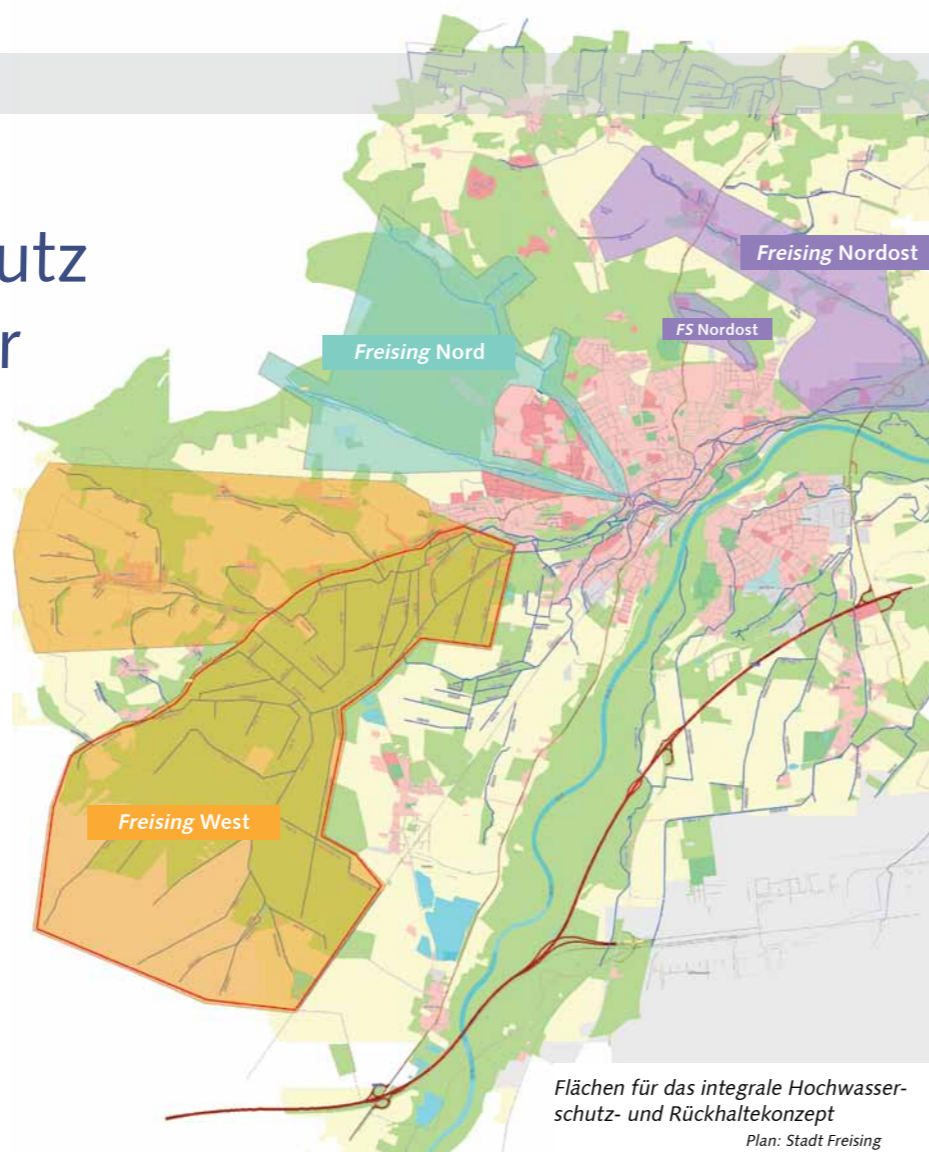 utz
r
Freising Nordost
FS Nordost
Freising Nord
Freising West
Flächen für das integrale Hochwasser-
schutz- und Rückhaltekonzept
Plan: Stadt Freising